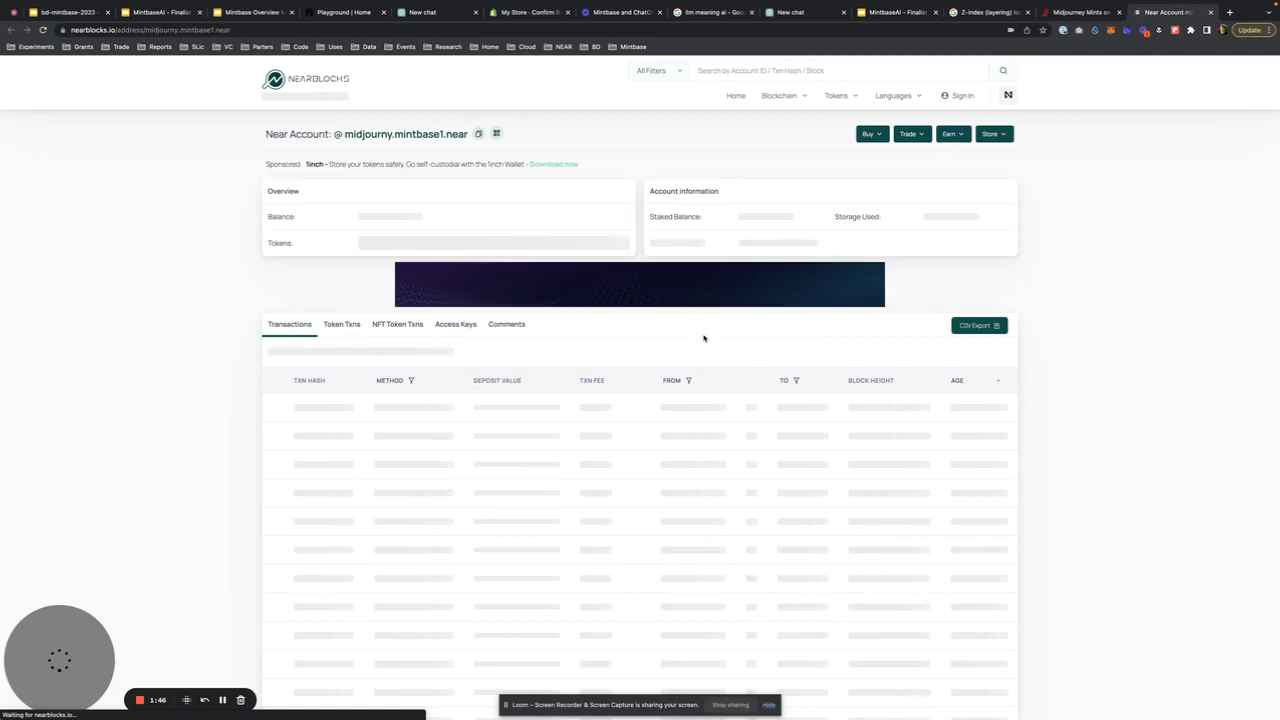 bd-mintbase-2023 -
MintbaseAI – Finalist
Mintbase Overview
Playground | Home
New chat
My Store - Confirm B
Mintbase and ChatG
llm meaning ai - Goog
New chat
MintbaseAI – Finalist
Z-index (layering) iss
Midjourney Mints on
Near Account mi
nearblocks.io/address/midjourny.mintbase1.near
Update
Experiments
Grants
Trade
Reports
SLic
VC
Parters
Code
Uses
Data
Events
Research
Home
Cloud
NEAR
BD
Mintbase
NEARBLOCKS
All Filters
Search by Account ID / Txn Hash / Block
Home
Blockchain
Tokens
Languages
Sign In
Near Account: @ midjourny.mintbase1.near
Buy
Trade
Earn
Store
Sponsored: 1inch - Store your tokens safely. Go self-custodial with the 1inch Wallet - Download now
Overview
Account information
Balance:
Staked Balance:
Storage Used:
Tokens:
Transactions
Token Txns
NFT Token Txns
Access Keys
Comments
CSV Export
TXN HASH
METHOD
DEPOSIT VALUE
TXN FEE
FROM
TO
BLOCK HEIGHT
AGE
1:46
Loom – Screen Recorder & Screen Capture is sharing your screen.
Stop sharing
Hide
Waiting for nearblocks.io...